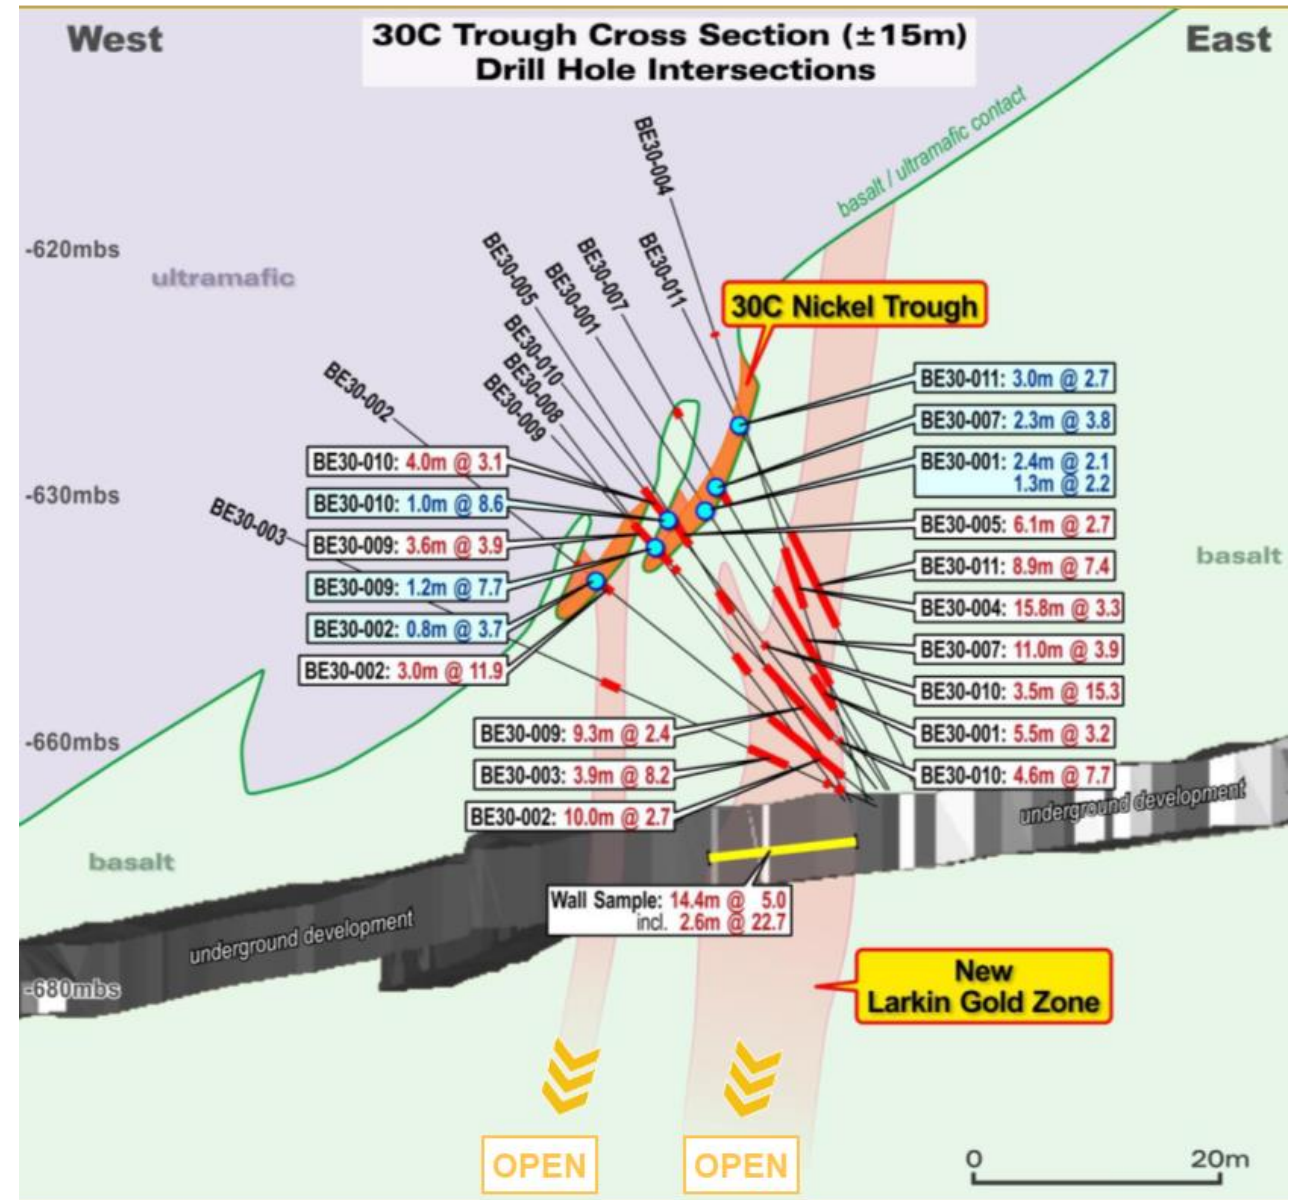 West
30C Trough Cross Section (±15m)
Drill Hole Intersections
East
BE30-004
basalt / ultramafic contact
-620mbs
ultramafic
BE30-005
BE30-001
BE30-007
BE30-011
30C Nickel Trough
BE30-010
BE30-008
BE30-009
BE30-002
BE30-003
BE30-011: 3.0m @ 2.7
BE30-007: 2.3m @ 3.8
BE30-001: 2.4m @ 2.1
1.3m @ 2.2
BE30-010: 4.0m @ 3.1
-630mbs
BE30-010: 1.0m @ 8.6
BE30-005: 6.1m @ 2.7
BE30-009: 3.6m @ 3.9
basalt
BE30-011: 8.9m @ 7.4
BE30-009: 1.2m @ 7.7
BE30-004: 15.8m @ 3.3
BE30-002: 0.8m @ 3.7
BE30-007: 11.0m @ 3.9
BE30-002: 3.0m @ 11.9
BE30-010: 3.5m @ 15.3
BE30-009: 9.3m @ 2.4
BE30-001: 5.5m @ 3.2
-660mbs
BE30-003: 3.9m @ 8.2
BE30-010: 4.6m @ 7.7
BE30-002: 10.0m @ 2.7
underground development
basalt
Wall Sample: 14.4m @ 5.0
incl. 2.6m @ 22.7
underground development
-680mbs
New
Larkin Gold Zone
OPEN
OPEN
0 20m